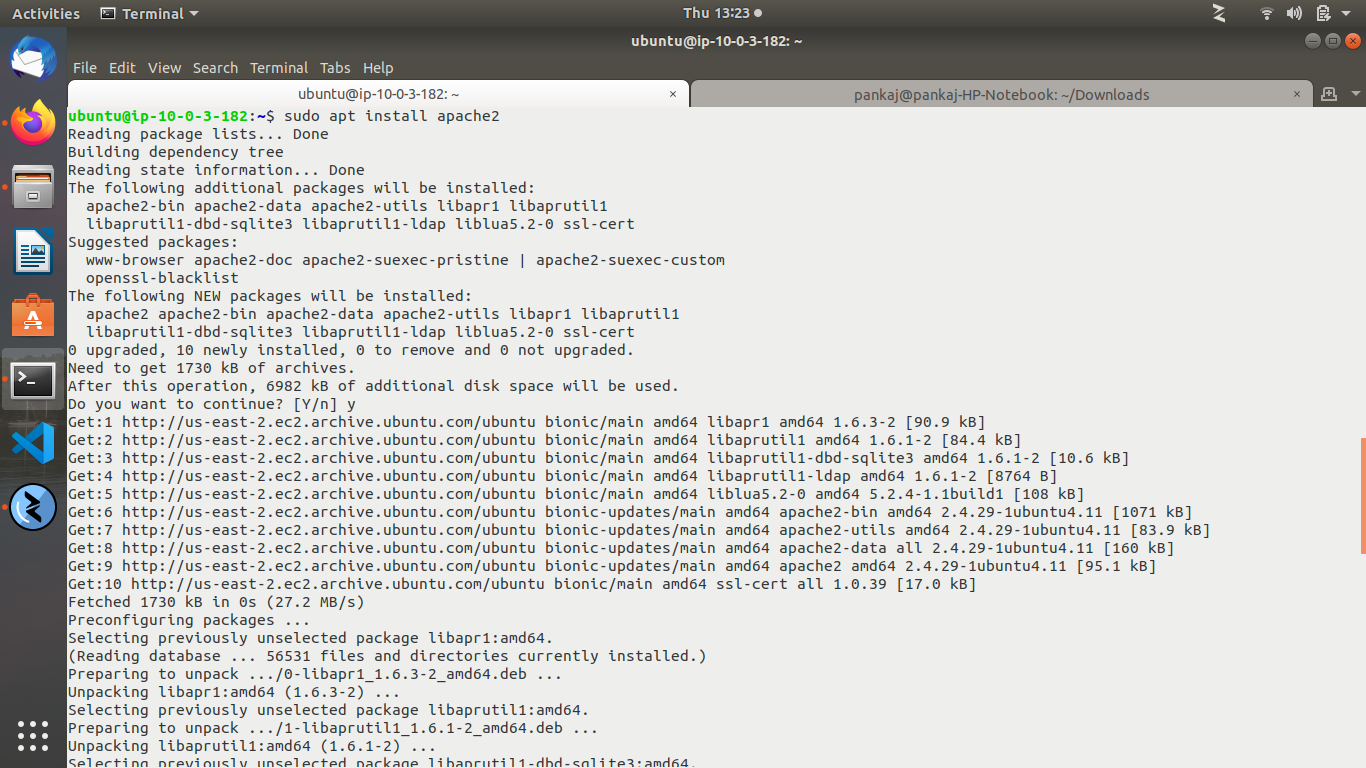 Activities Terminal Thu 13:23
ubuntu@ip-10-0-3-182: ~
File Edit View Search Terminal Tabs Help
ubuntu@ip-10-0-3-182: ~ × pankaj@pankaj-HP-Notebook: ~/Downloads ×
ubuntu@ip-10-0-3-182:~$ sudo apt install apache2
Reading package lists... Done
Building dependency tree
Reading state information... Done
The following additional packages will be installed:
  apache2-bin apache2-data apache2-utils libapr1 libaprutil1
  libaprutil1-dbd-sqlite3 libaprutil1-ldap liblua5.2-0 ssl-cert
Suggested packages:
  www-browser apache2-doc apache2-suexec-pristine | apache2-suexec-custom
  openssl-blacklist
The following NEW packages will be installed:
  apache2 apache2-bin apache2-data apache2-utils libapr1 libaprutil1
  libaprutil1-dbd-sqlite3 libaprutil1-ldap liblua5.2-0 ssl-cert
0 upgraded, 10 newly installed, 0 to remove and 0 not upgraded.
Need to get 1730 kB of archives.
After this operation, 6982 kB of additional disk space will be used.
Do you want to continue? [Y/n] y
Get:1 http://us-east-2.ec2.archive.ubuntu.com/ubuntu bionic/main amd64 libapr1 amd64 1.6.3-2 [90.9 kB]
Get:2 http://us-east-2.ec2.archive.ubuntu.com/ubuntu bionic/main amd64 libaprutil1 amd64 1.6.1-2 [84.4 kB]
Get:3 http://us-east-2.ec2.archive.ubuntu.com/ubuntu bionic/main amd64 libaprutil1-dbd-sqlite3 amd64 1.6.1-2 [10.6 kB]
Get:4 http://us-east-2.ec2.archive.ubuntu.com/ubuntu bionic/main amd64 libaprutil1-ldap amd64 1.6.1-2 [8764 B]
Get:5 http://us-east-2.ec2.archive.ubuntu.com/ubuntu bionic/main amd64 liblua5.2-0 amd64 5.2.4-1.1build1 [108 kB]
Get:6 http://us-east-2.ec2.archive.ubuntu.com/ubuntu bionic-updates/main amd64 apache2-bin amd64 2.4.29-1ubuntu4.11 [1071 kB]
Get:7 http://us-east-2.ec2.archive.ubuntu.com/ubuntu bionic-updates/main amd64 apache2-utils amd64 2.4.29-1ubuntu4.11 [83.9 kB]
Get:8 http://us-east-2.ec2.archive.ubuntu.com/ubuntu bionic-updates/main amd64 apache2-data all 2.4.29-1ubuntu4.11 [160 kB]
Get:9 http://us-east-2.ec2.archive.ubuntu.com/ubuntu bionic-updates/main amd64 apache2 amd64 2.4.29-1ubuntu4.11 [95.1 kB]
Get:10 http://us-east-2.ec2.archive.ubuntu.com/ubuntu bionic/main amd64 ssl-cert all 1.0.39 [17.0 kB]
Fetched 1730 kB in 0s (27.2 MB/s)
Preconfiguring packages ...
Selecting previously unselected package libapr1:amd64.
(Reading database ... 56531 files and directories currently installed.)
Preparing to unpack .../0-libapr1_1.6.3-2_amd64.deb ...
Unpacking libapr1:amd64 (1.6.3-2) ...
Selecting previously unselected package libaprutil1:amd64.
Preparing to unpack .../1-libaprutil1_1.6.1-2_amd64.deb ...
Unpacking libaprutil1:amd64 (1.6.1-2) ...
Selecting previously unselected package libaprutil1-dbd-sqlite3:amd64.